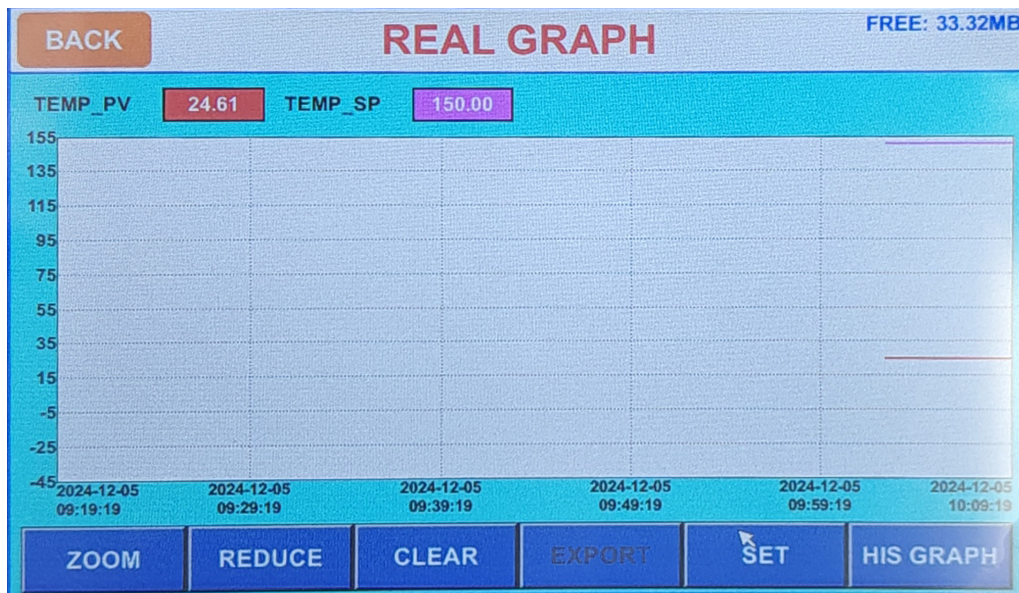 BACK
REAL GRAPH
FREE: 33.32MB
TEMP_PV 24.61 TEMP_SP 150.00
155
135
115
95
75
55
35
15
-5
-25
-45
2024-12-05 2024-12-05 2024-12-05 2024-12-05 2024-12-05 2024-12-05
09:19:19 09:29:19 09:39:19 09:49:19 09:59:19 10:09:19
ZOOM REDUCE CLEAR EXPORT SET HIS GRAPH